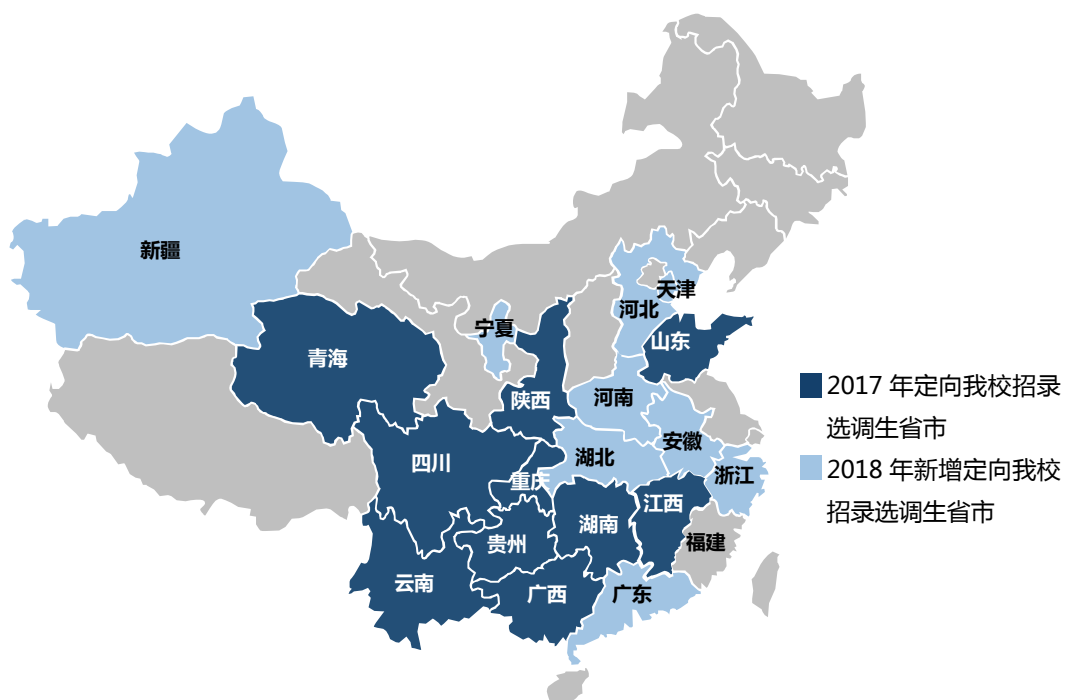 新疆
天津
河北
宁夏
山东
青海
2017 年定向我校招录
选调生省市
陕西
河南
安徽
四川
湖北
2018 年新增定向我校
招录选调生省市
重庆
浙江
江西
湖南
贵州
福建
云南
广西
广东